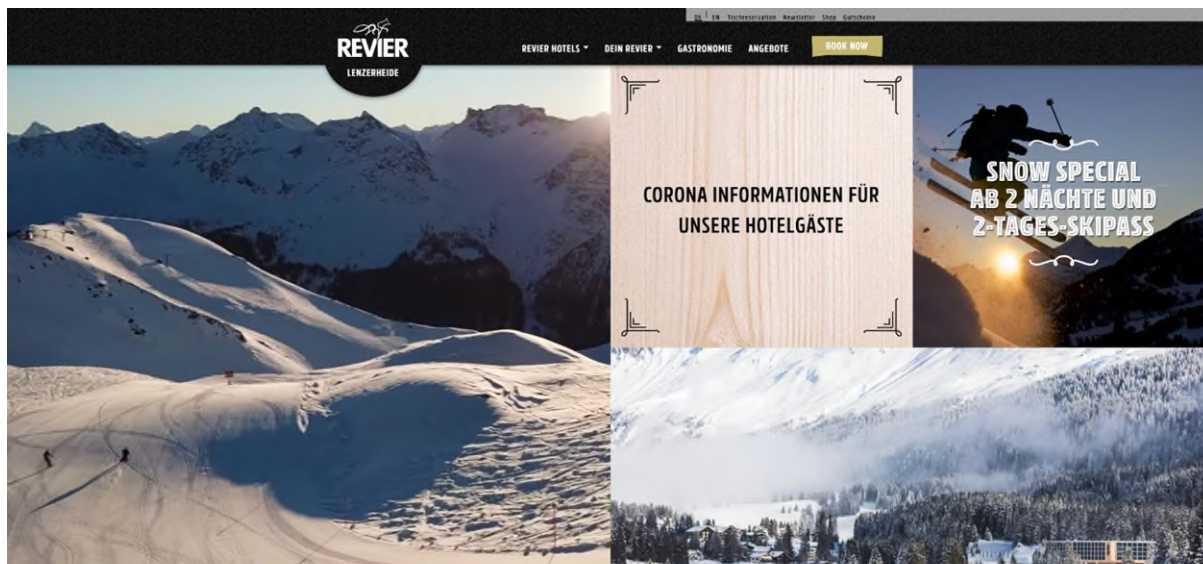 DE | EN Tischreservation Newsletter Shop Gutscheine
REVIER
LENZERHEIDE
REVIER HOTELS DEIN REVIER GASTRONOMIE ANGEBOTE BOOK NOW
CORONA INFORMATIONEN FÜR
UNSERE HOTELGÄSTE
SNOW SPECIAL
AB 2 NÄCHTE UND
2-TAGES-SKIPASS